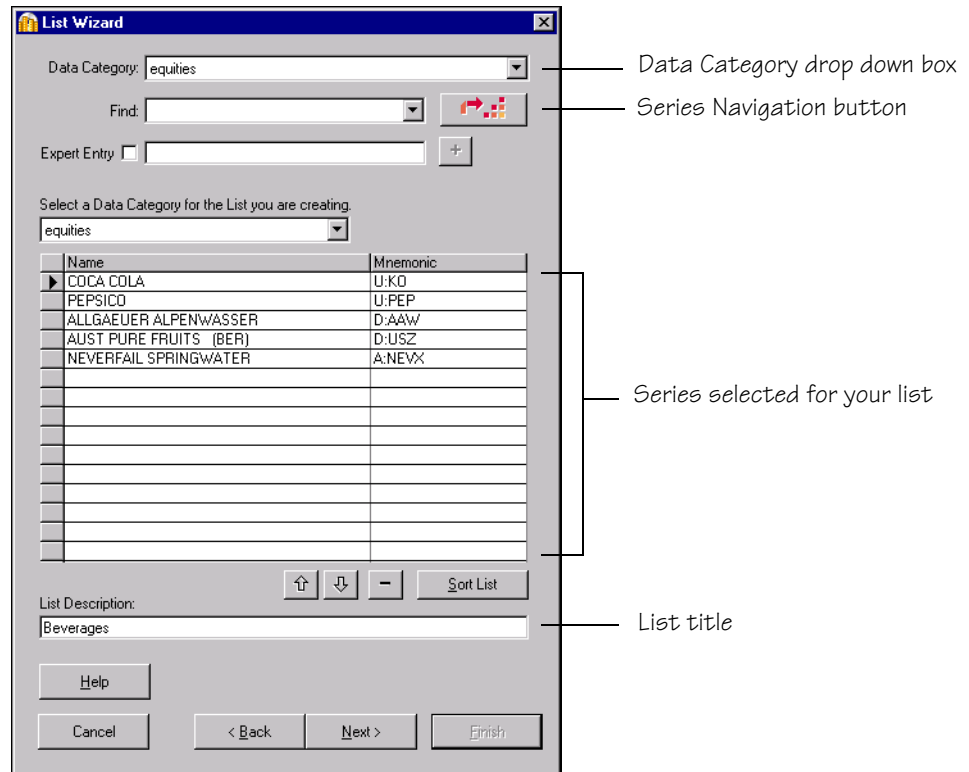 List Wizard
Data Category: equities
Data Category drop down box
Find:
Series Navigation button
Expert Entry
+
Select a Data Category for the List you are creating.
equities
Name Mnemonic
COCA COLA U:KO
PEPSICO U:PEP
ALLGAEUER ALPENWASSER D:AAW
AUST PURE FRUITS (BER) D:USZ
NEVERFAIL SPRINGWATER A:NEVX
Series selected for your list
Sort List
List Description:
Beverages
List title
Help
Cancel < Back Next > Finish